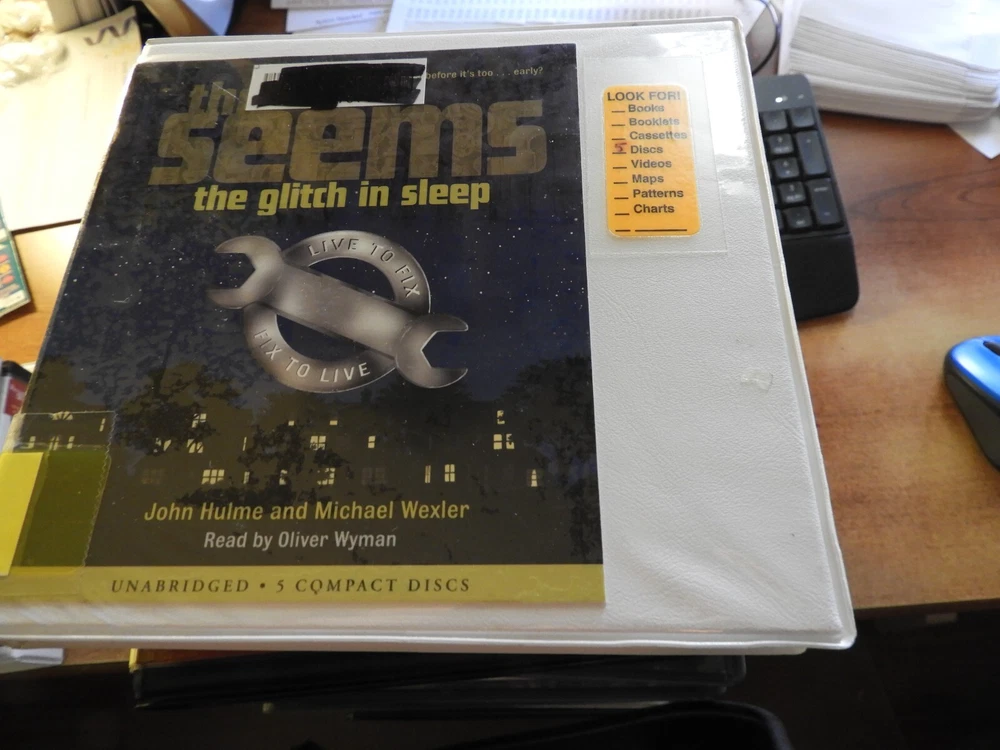 th
before it's too . . . early?
seems
the glitch in sleep
LIVE TO FIX
FIX TO LIVE
John Hulme and Michael Wexler
Read by Oliver Wyman
UNABRIDGED • 5 COMPACT DISCS
LOOK FOR!
Books
Booklets
Cassettes
5 Discs
Videos
Maps
Patterns
Charts